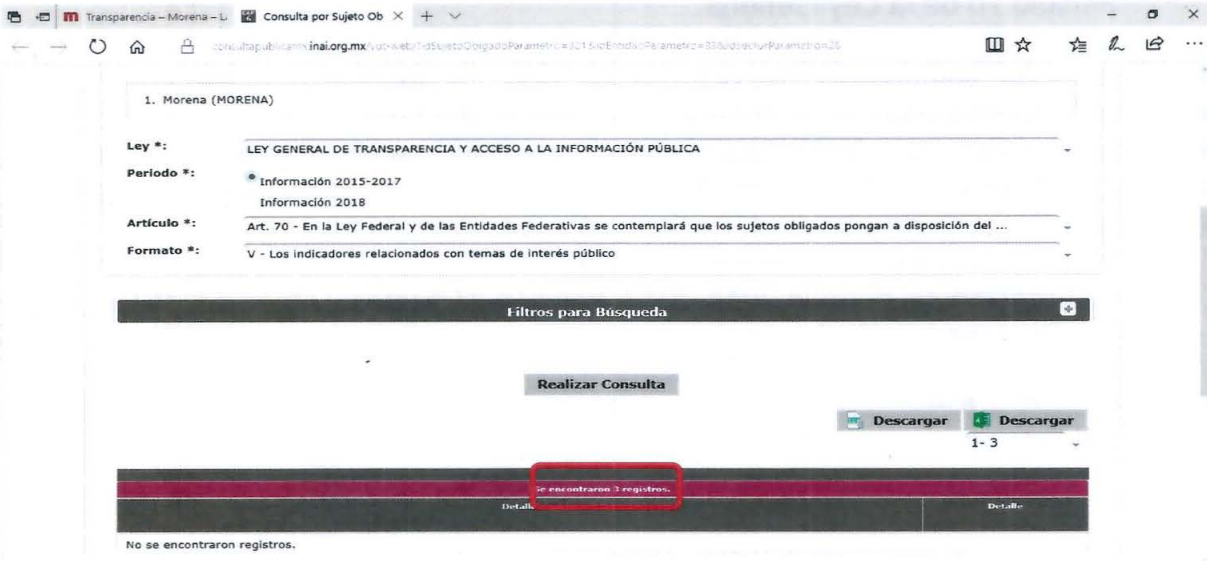 Transparencia – Morena – L
Consulta por Sujeto Ob
inai.org.mx
1. Morena (MORENA)
Ley *: LEY GENERAL DE TRANSPARENCIA Y ACCESO A LA INFORMACIÓN PÚBLICA
Periodo *: Información 2015-2017
Información 2018
Artículo *: Art. 70 - En la Ley Federal y de las Entidades Federativas se contemplará que los sujetos obligados pongan a disposición del ...
Formato *: V - Los indicadores relacionados con temas de interés público
Filtros para Búsqueda
Realizar Consulta
Descargar Descargar
1- 3
Se encontraron 3 registros.
Detalle Detalle
No se encontraron registros.